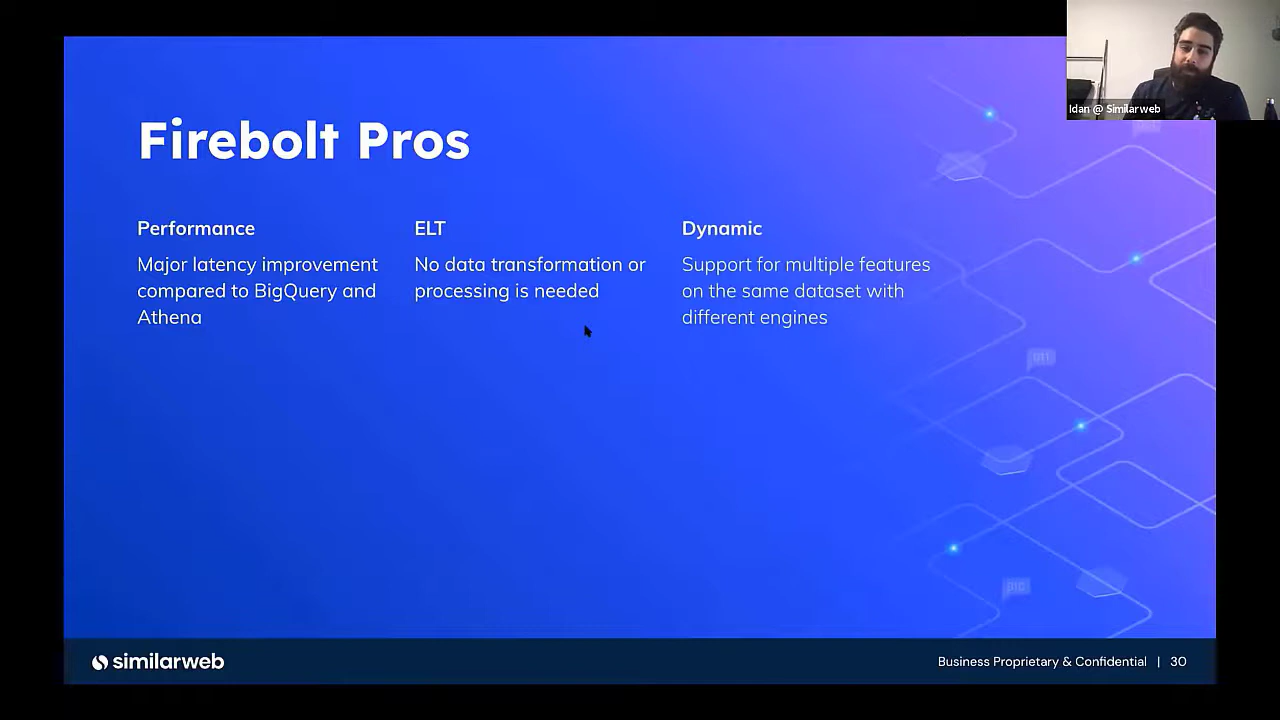 Idan @ Similarweb
Firebolt Pros
Performance
Major latency improvement
compared to BigQuery and
Athena
ELT
No data transformation or
processing is needed
Dynamic
Support for multiple features
on the same dataset with
different engines
similarweb
Business Proprietary & Confidential | 30